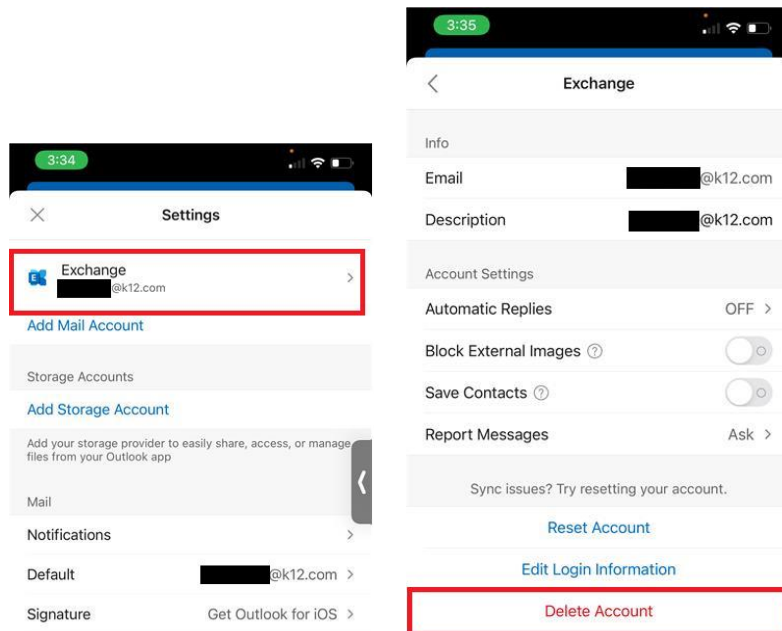 3:34
Settings
Exchange
@k12.com
Add Mail Account
Storage Accounts
Add Storage Account
Add your storage provider to easily share, access, or manage
files from your Outlook app
Mail
Notifications
Default @k12.com
Signature Get Outlook for iOS
3:35
Exchange
Info
Email @k12.com
Description @k12.com
Account Settings
Automatic Replies OFF
Block External Images
Save Contacts
Report Messages Ask
Sync issues? Try resetting your account.
Reset Account
Edit Login Information
Delete Account